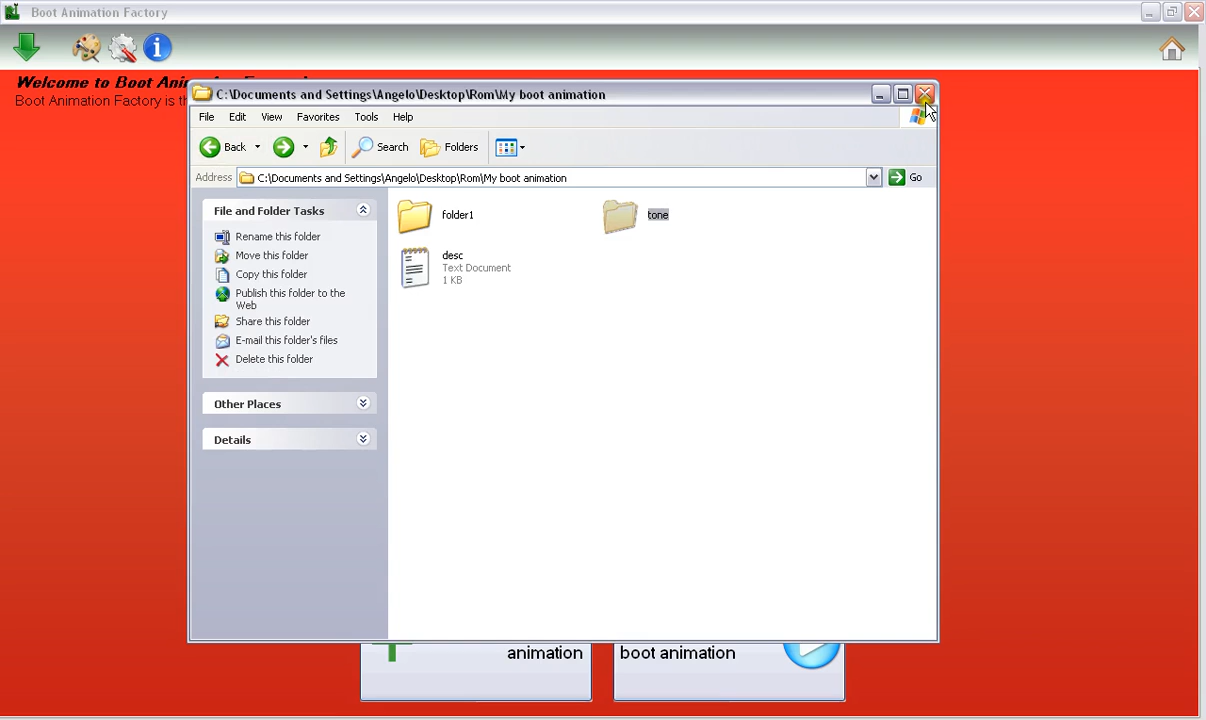 Boot Animation Factory
Welcome to Boot Ani
Boot Animation Factory is th
C:\Documents and Settings\Angelo\Desktop\Rom\My boot animation
File Edit View Favorites Tools Help
Back Search Folders
Address C:\Documents and Settings\Angelo\Desktop\Rom\My boot animation Go
File and Folder Tasks
Rename this folder
Move this folder
Copy this folder
Publish this folder to the
Web
Share this folder
E-mail this folder's files
Delete this folder
Other Places
Details
folder1
tone
desc
Text Document
1 KB
animation
boot animation